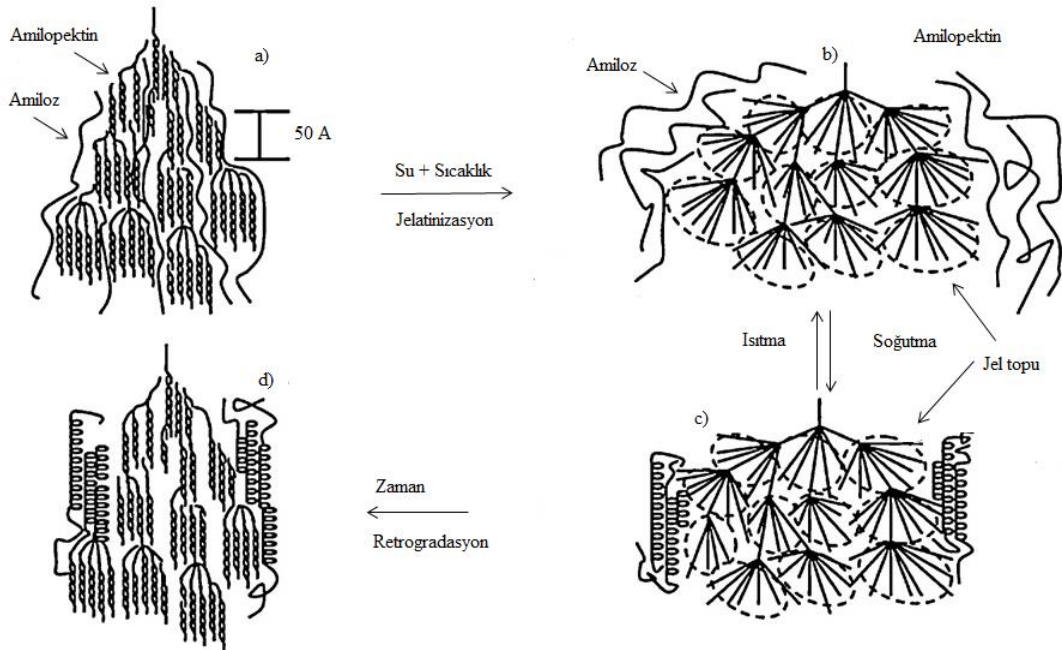 Amilopektin
a)
Amiloz
50 A
Su + Sıcaklık
Jelatinizasyon
b)
Amilopektin
Amiloz
Isıtma
Soğutma
Jel topu
d)
Zaman
Retrogradasyon
c)